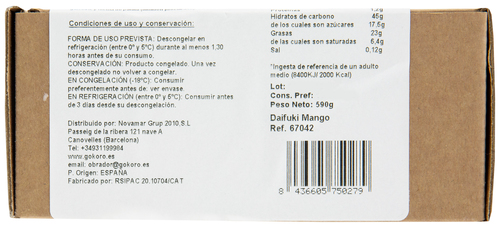 Condiciones de uso y conservación:
FORMA DE USO PREVISTA: Descongelar en
refrigeración (entre 0º y 5ºC) durante al menos 1,30
horas antes de su consumo.
CONSERVACIÓN: Producto congelado. Una vez
descongelado no volver a congelar.
EN CONGELACIÓN (-18ºC): Consumir
preferentemente antes de: ver envase.
EN REFRIGERACIÓN (entre 0º y 5ºC): Consumir antes
de 3 días desde su descongelación.
Distribuido por: Novamar Grup 2010,S.L
Passeig de la ribera 121 nave A
Canovelles (Barcelona)
Tel: +34931199984
www.gokoro.es
email: obrador@gokoro.es
P. Origen: ESPAÑA
Fabricado por: RSIPAC 20.10704/CAT
Proteínas
Hidratos de carbono 45g
de los cuales son azúcares 17,5g
Grasas 23g
de las cuales son saturadas 6,4g
Sal 0,12g
*Ingesta de referencia de un adulto
medio (8400KJ/ 2000 Kcal)
Lot:
Cons. Pref:
Peso Neto: 590g
Daifuki Mango
Ref. 67042
8 436605 750279